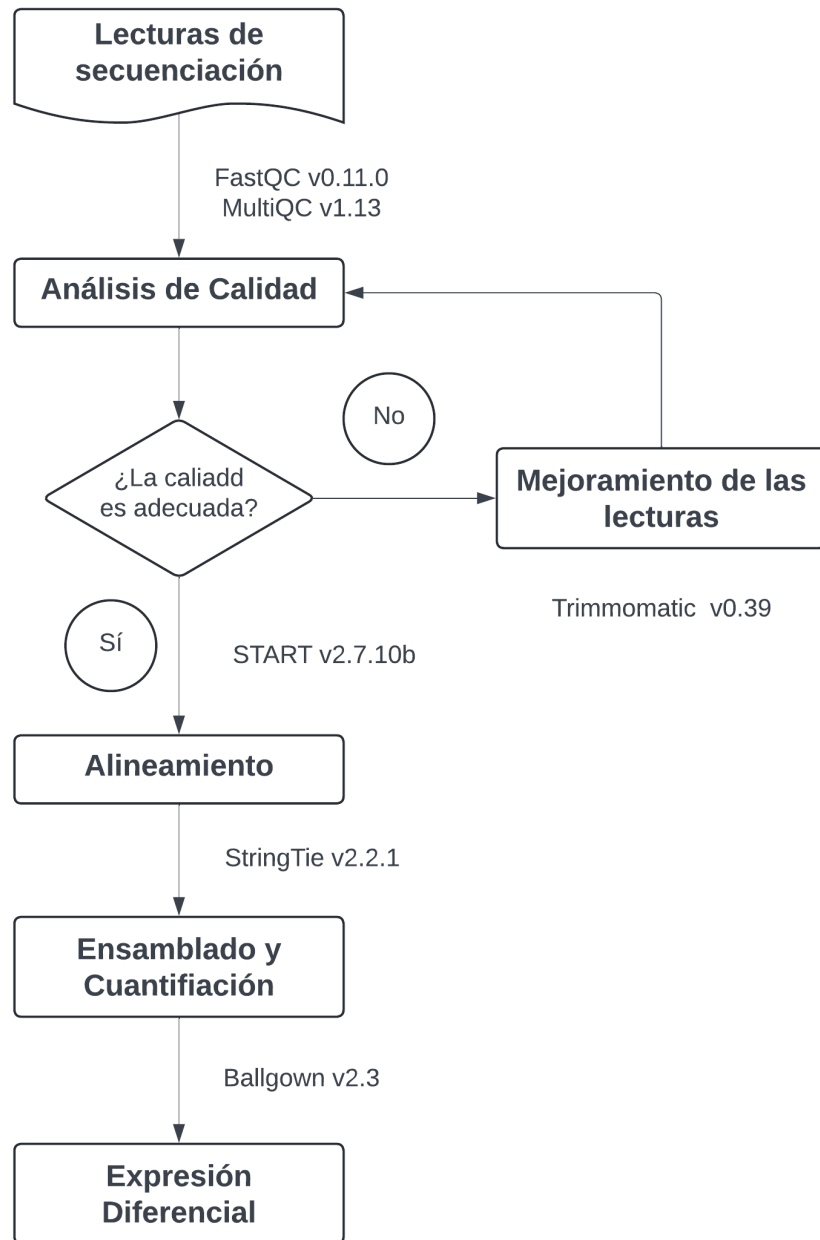 Lecturas de
secuenciación
FastQC v0.11.0
MultiQC v1.13
Análisis de Calidad
No
¿La caliadd
es adecuada?
Mejoramiento de las
lecturas
Trimmomatic  v0.39
Sí
START v2.7.10b
Alineamiento
StringTie v2.2.1
Ensamblado y
Cuantifiación
Ballgown v2.3
Expresión
Diferencial